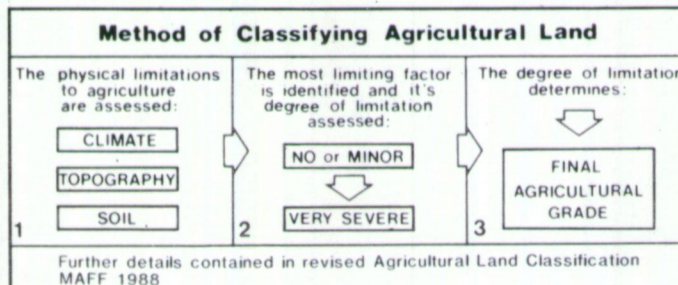 Method of Classifying Agricultural Land
The physical limitations
to agriculture
are assessed:
CLIMATE
TOPOGRAPHY
SOIL
1
The most limiting factor
is identified and it's
degree of limitation
assessed:
NO or MINOR
VERY SEVERE
2
The degree of limitation
determines:
FINAL
AGRICULTURAL
GRADE
3
Further details contained in revised Agricultural Land Classification
MAFF 1988